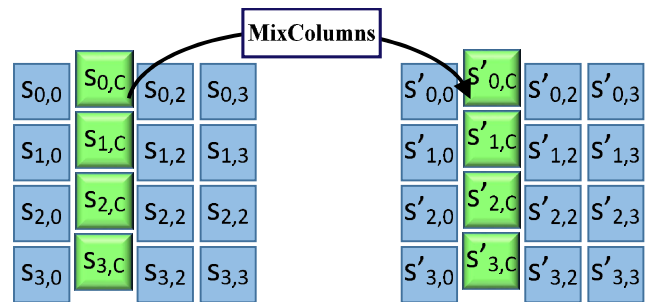 MixColumns
S0,0 S0,C S0,2 S0,3
S1,0 S1,C S1,2 S1,3
S2,0 S2,C S2,2 S2,2
S3,0 S3,C S3,2 S3,3
S’0,0 S’0,C S’0,2 S’0,3
S’1,0 S’1,C S’1,2 S’1,3
S’2,0 S’2,C S’2,2 S’2,3
S’3,0 S’3,C S’3,2 S’3,3